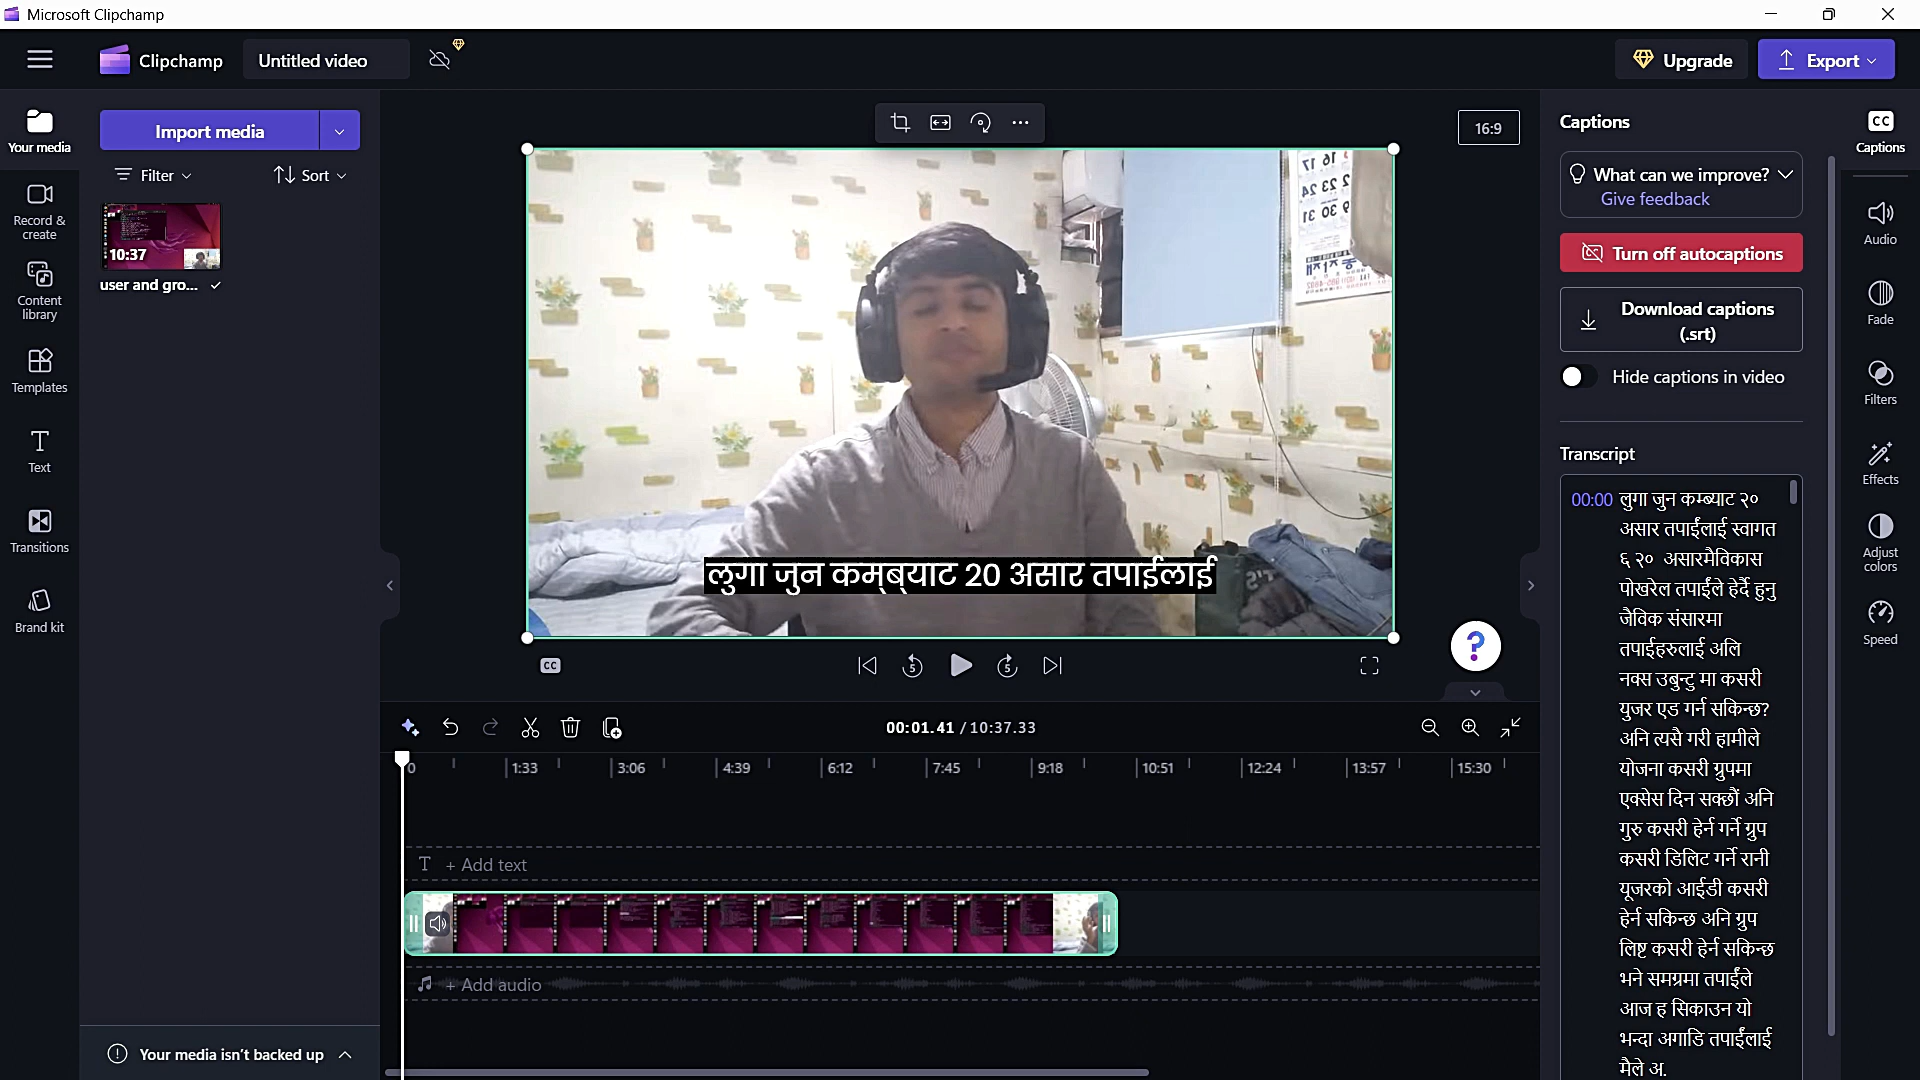 Microsoft Clipchamp
Clipchamp
Untitled video
Upgrade
Export
Your media
Record &
create
Content
library
Templates
Text
Transitions
Brand kit
Import media
Filter
Sort
10:37
user and gro...
Your media isn't backed up
16:9
लुगा जुन कम्ब्याट २० असार तपाईलाई
CC
5
5
?
00:01.41 / 10:37.33
0
1:33
3:06
4:39
6:12
7:45
9:18
10:51
12:24
13:57
15:30
T + Add text
+ Add audio
Captions
What can we improve?
Give feedback
Turn off autocaptions
Download captions
(.srt)
Hide captions in video
Transcript
00:00 लुगा जुन कम्ब्याट २०
असार तपाईंलाई स्वागत
६ २० असारमैविकास
पोखरेल तपाईंले हेर्दै हुनु
जैविक संसारमा
तपाईहरुलाई अलि
नक्स उबुन्टु मा कसरी
युजर एड गर्न सकिन्छ?
अनि त्यसै गरी हामीले
योजना कसरी ग्रुपमा
एक्सेस दिन सक्छौं अनि
गुरु कसरी हेर्न गर्ने ग्रुप
कसरी डिलिट गर्ने रानी
यूजरको आईडी कसरी
हेर्न सकिन्छ अनि ग्रुप
लिष्ट कसरी हेर्न सकिन्छ
भने समग्रमा तपाईंले
आज ह सिकाउन यो
भन्दा अगाडि तपाईंलाई
मैले अ.
CC
Captions
Audio
Fade
Filters
Effects
Adjust
colors
Speed